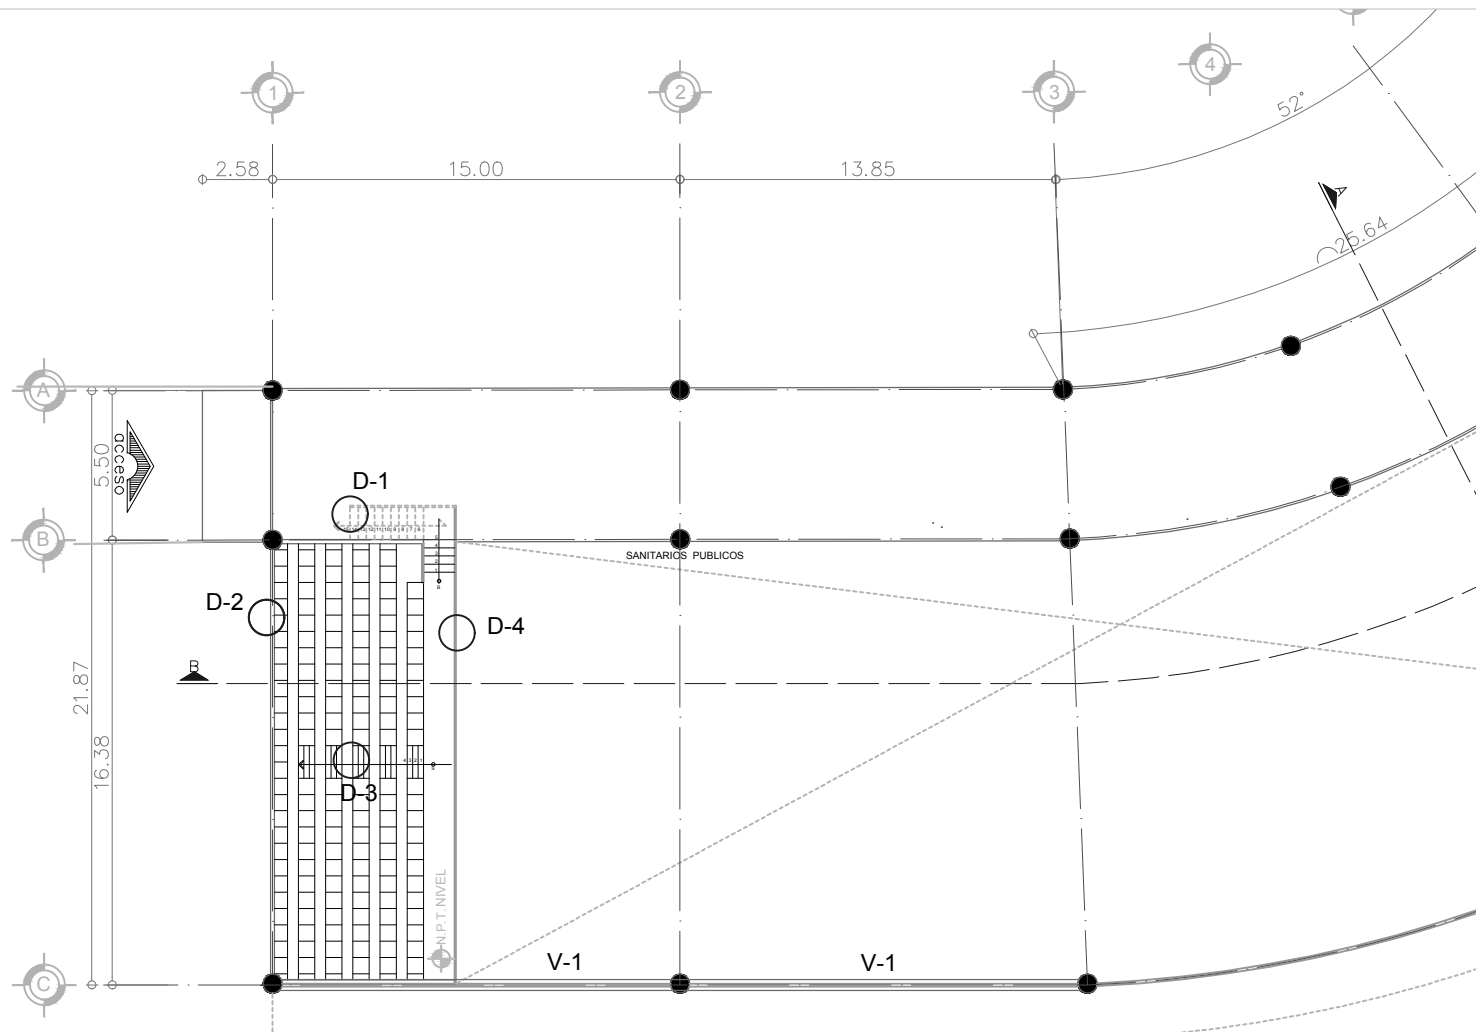 1
2
3
4
52°
2.58
15.00
13.85
A
25.64
A
5.50
acceso
D-1
B
SANITARIOS PUBLICOS
D-2
D-4
B
21.87
16.38
D-3
N.P.T. NIVEL
V-1
V-1
C